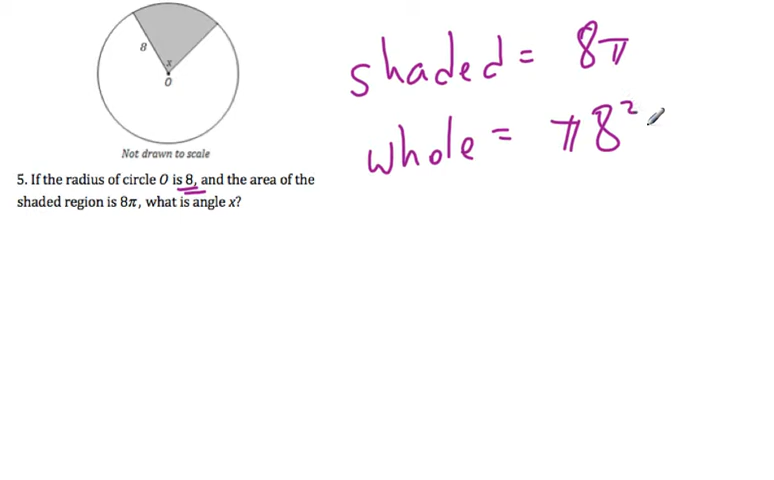 8
x
O
Not drawn to scale
5. If the radius of circle O is 8, and the area of the
shaded region is 8π, what is angle x?
shaded = 8π
whole = π8²